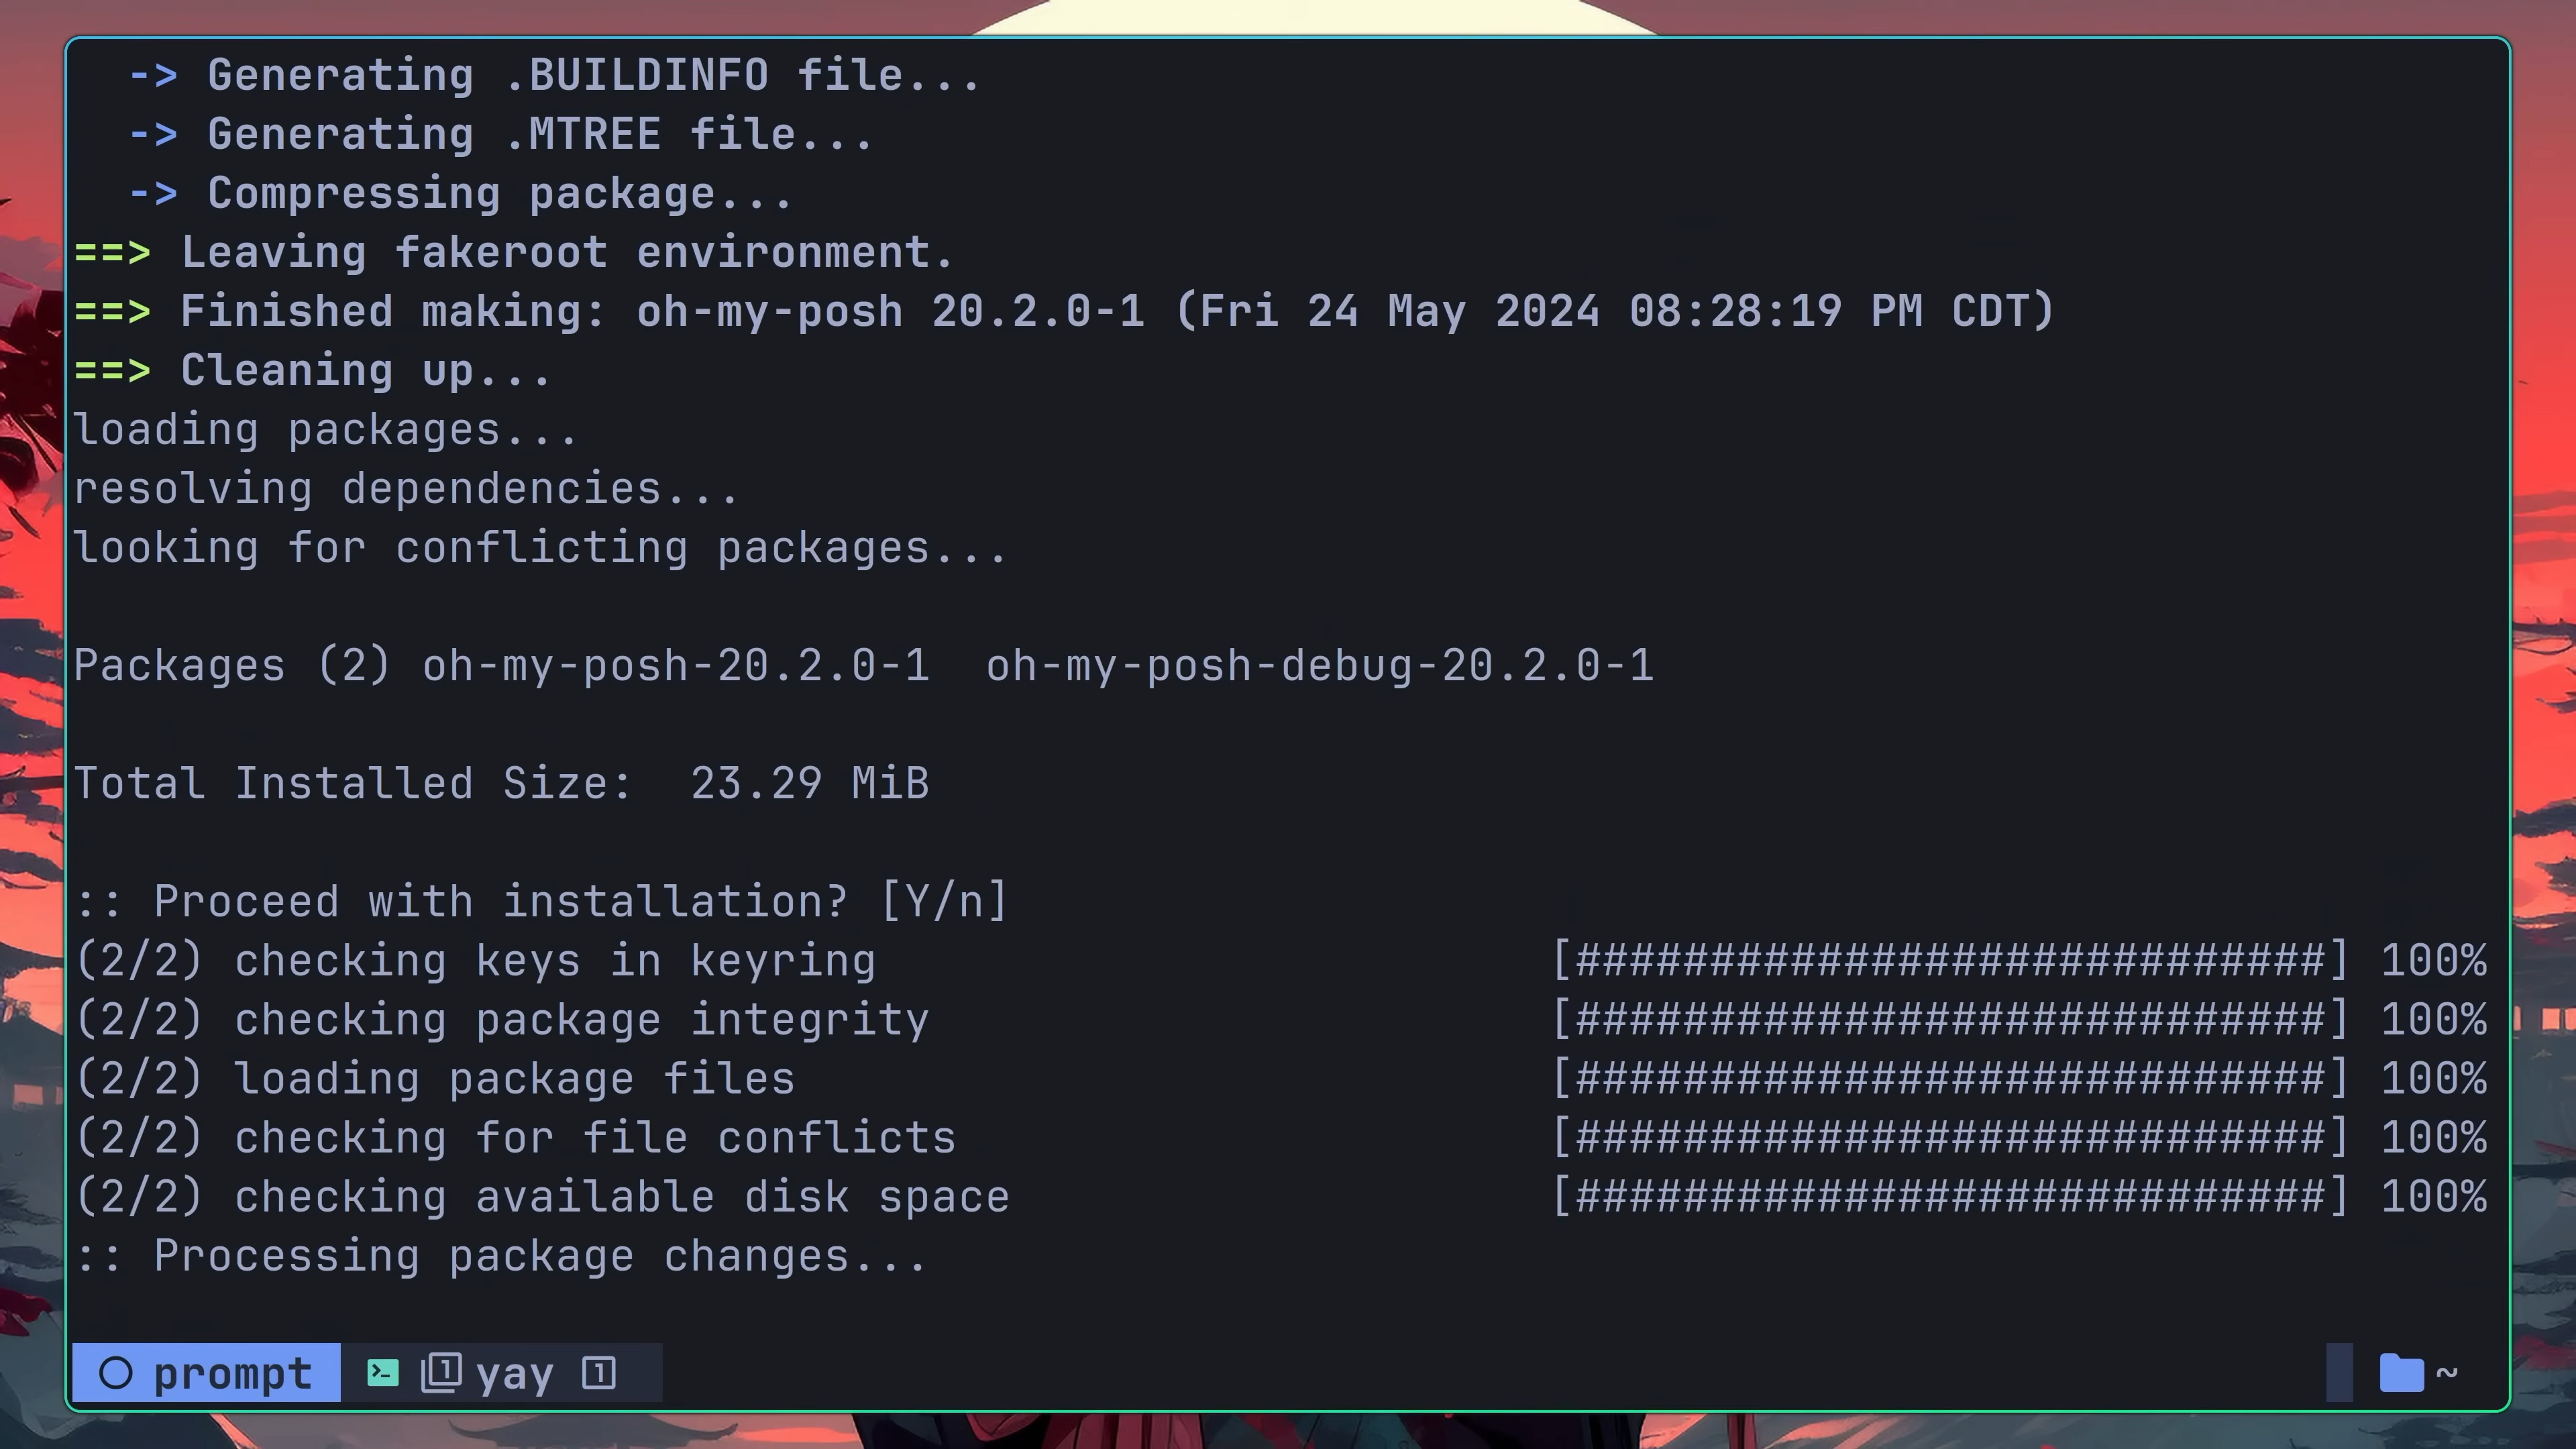 -> Generating .BUILDINFO file...
-> Generating .MTREE file...
-> Compressing package...
==> Leaving fakeroot environment.
==> Finished making: oh-my-posh 20.2.0-1 (Fri 24 May 2024 08:28:19 PM CDT)
==> Cleaning up...
loading packages...
resolving dependencies...
looking for conflicting packages...
Packages (2) oh-my-posh-20.2.0-1  oh-my-posh-debug-20.2.0-1
Total Installed Size:  23.29 MiB
:: Proceed with installation? [Y/n]
(2/2) checking keys in keyring [############################] 100%
(2/2) checking package integrity [############################] 100%
(2/2) loading package files [############################] 100%
(2/2) checking for file conflicts [############################] 100%
(2/2) checking available disk space [############################] 100%
:: Processing package changes...
prompt 1 yay 1 ~